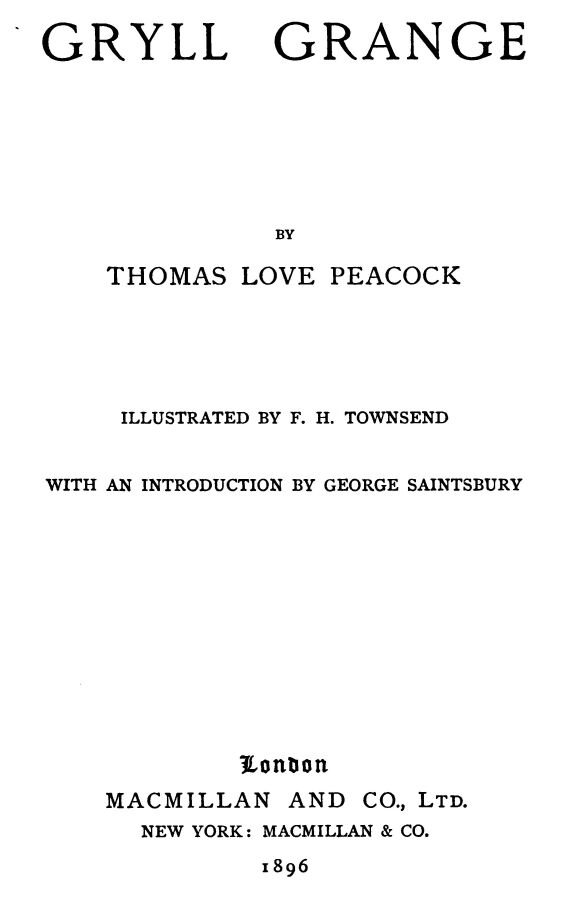 GRYLL GRANGE
BY
THOMAS LOVE PEACOCK
ILLUSTRATED BY F. H. TOWNSEND
WITH AN INTRODUCTION BY GEORGE SAINTSBURY
London
MACMILLAN AND CO., LTD.
NEW YORK: MACMILLAN & CO.
1896